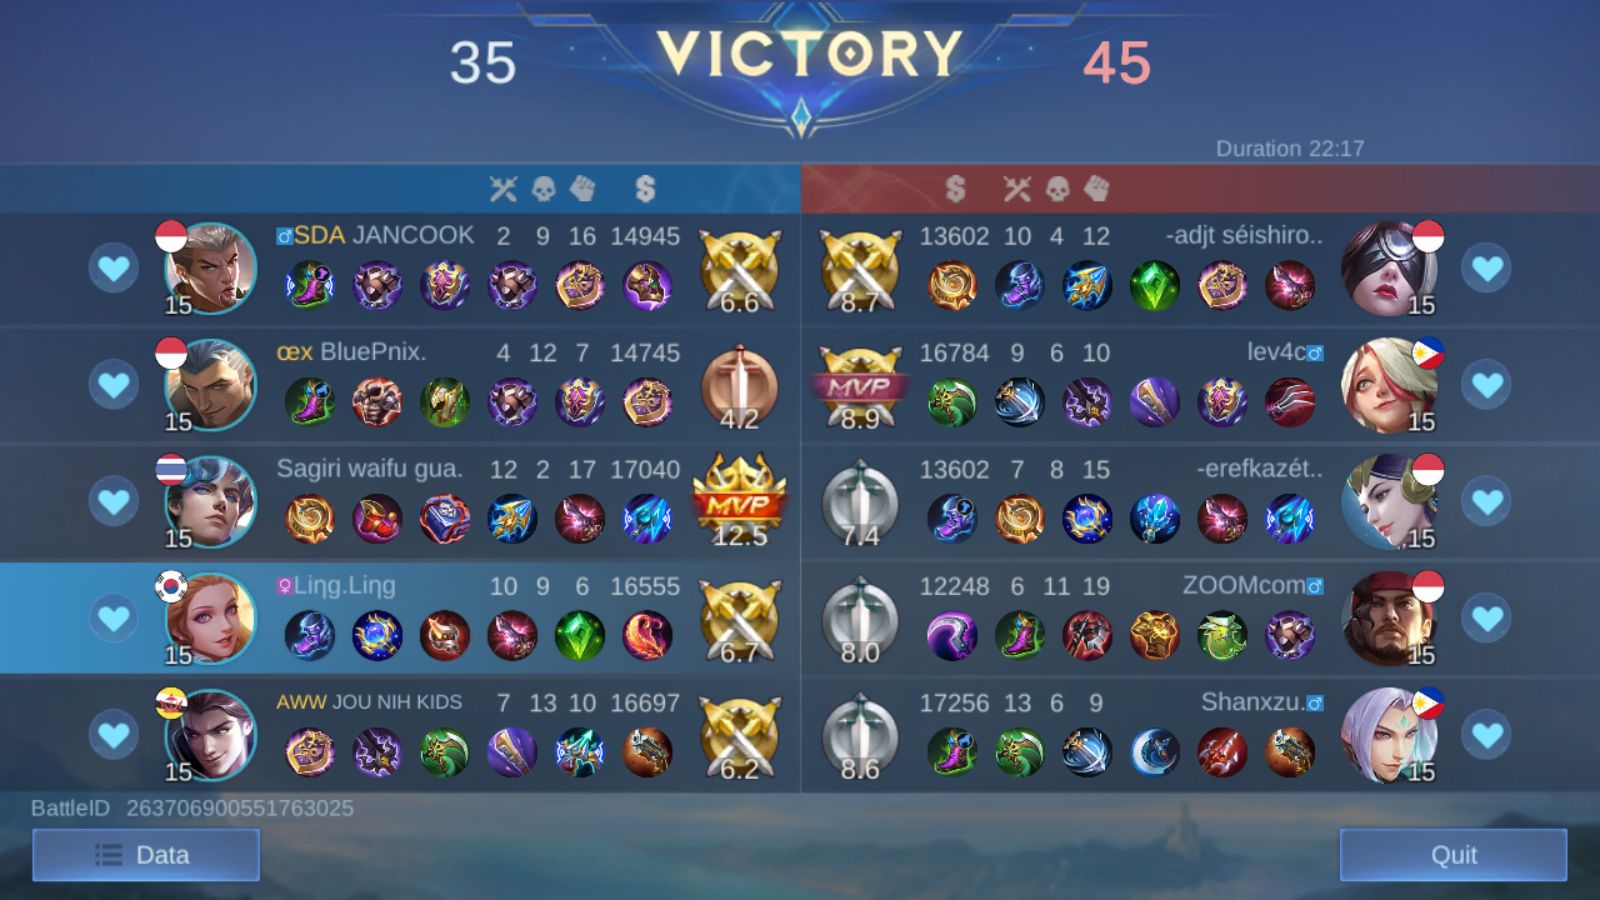 35 VICTORY 45
Duration 22:17
SDA JANCOOK 2 9 16 14945
15 6.6
13602 10 4 12 -adjt séishiro..
8.7 15
œx BluePnix. 4 12 7 14745
15 4.2
16784 9 6 10 lev4c
MVP 8.9 15
Sagiri waifu gua. 12 2 17 17040
15 MVP 12.5
13602 7 8 15 -erefkazét..
7.4 15
Liηg.Liηg 10 9 6 16555
15 6.7
12248 6 11 19 ZOOMcom
8.0 15
AWW JOU NIH KIDS 7 13 10 16697
15 6.2
17256 13 6 9 Shanxzu.
8.6 15
BattleID 263706900551763025
Data
Quit